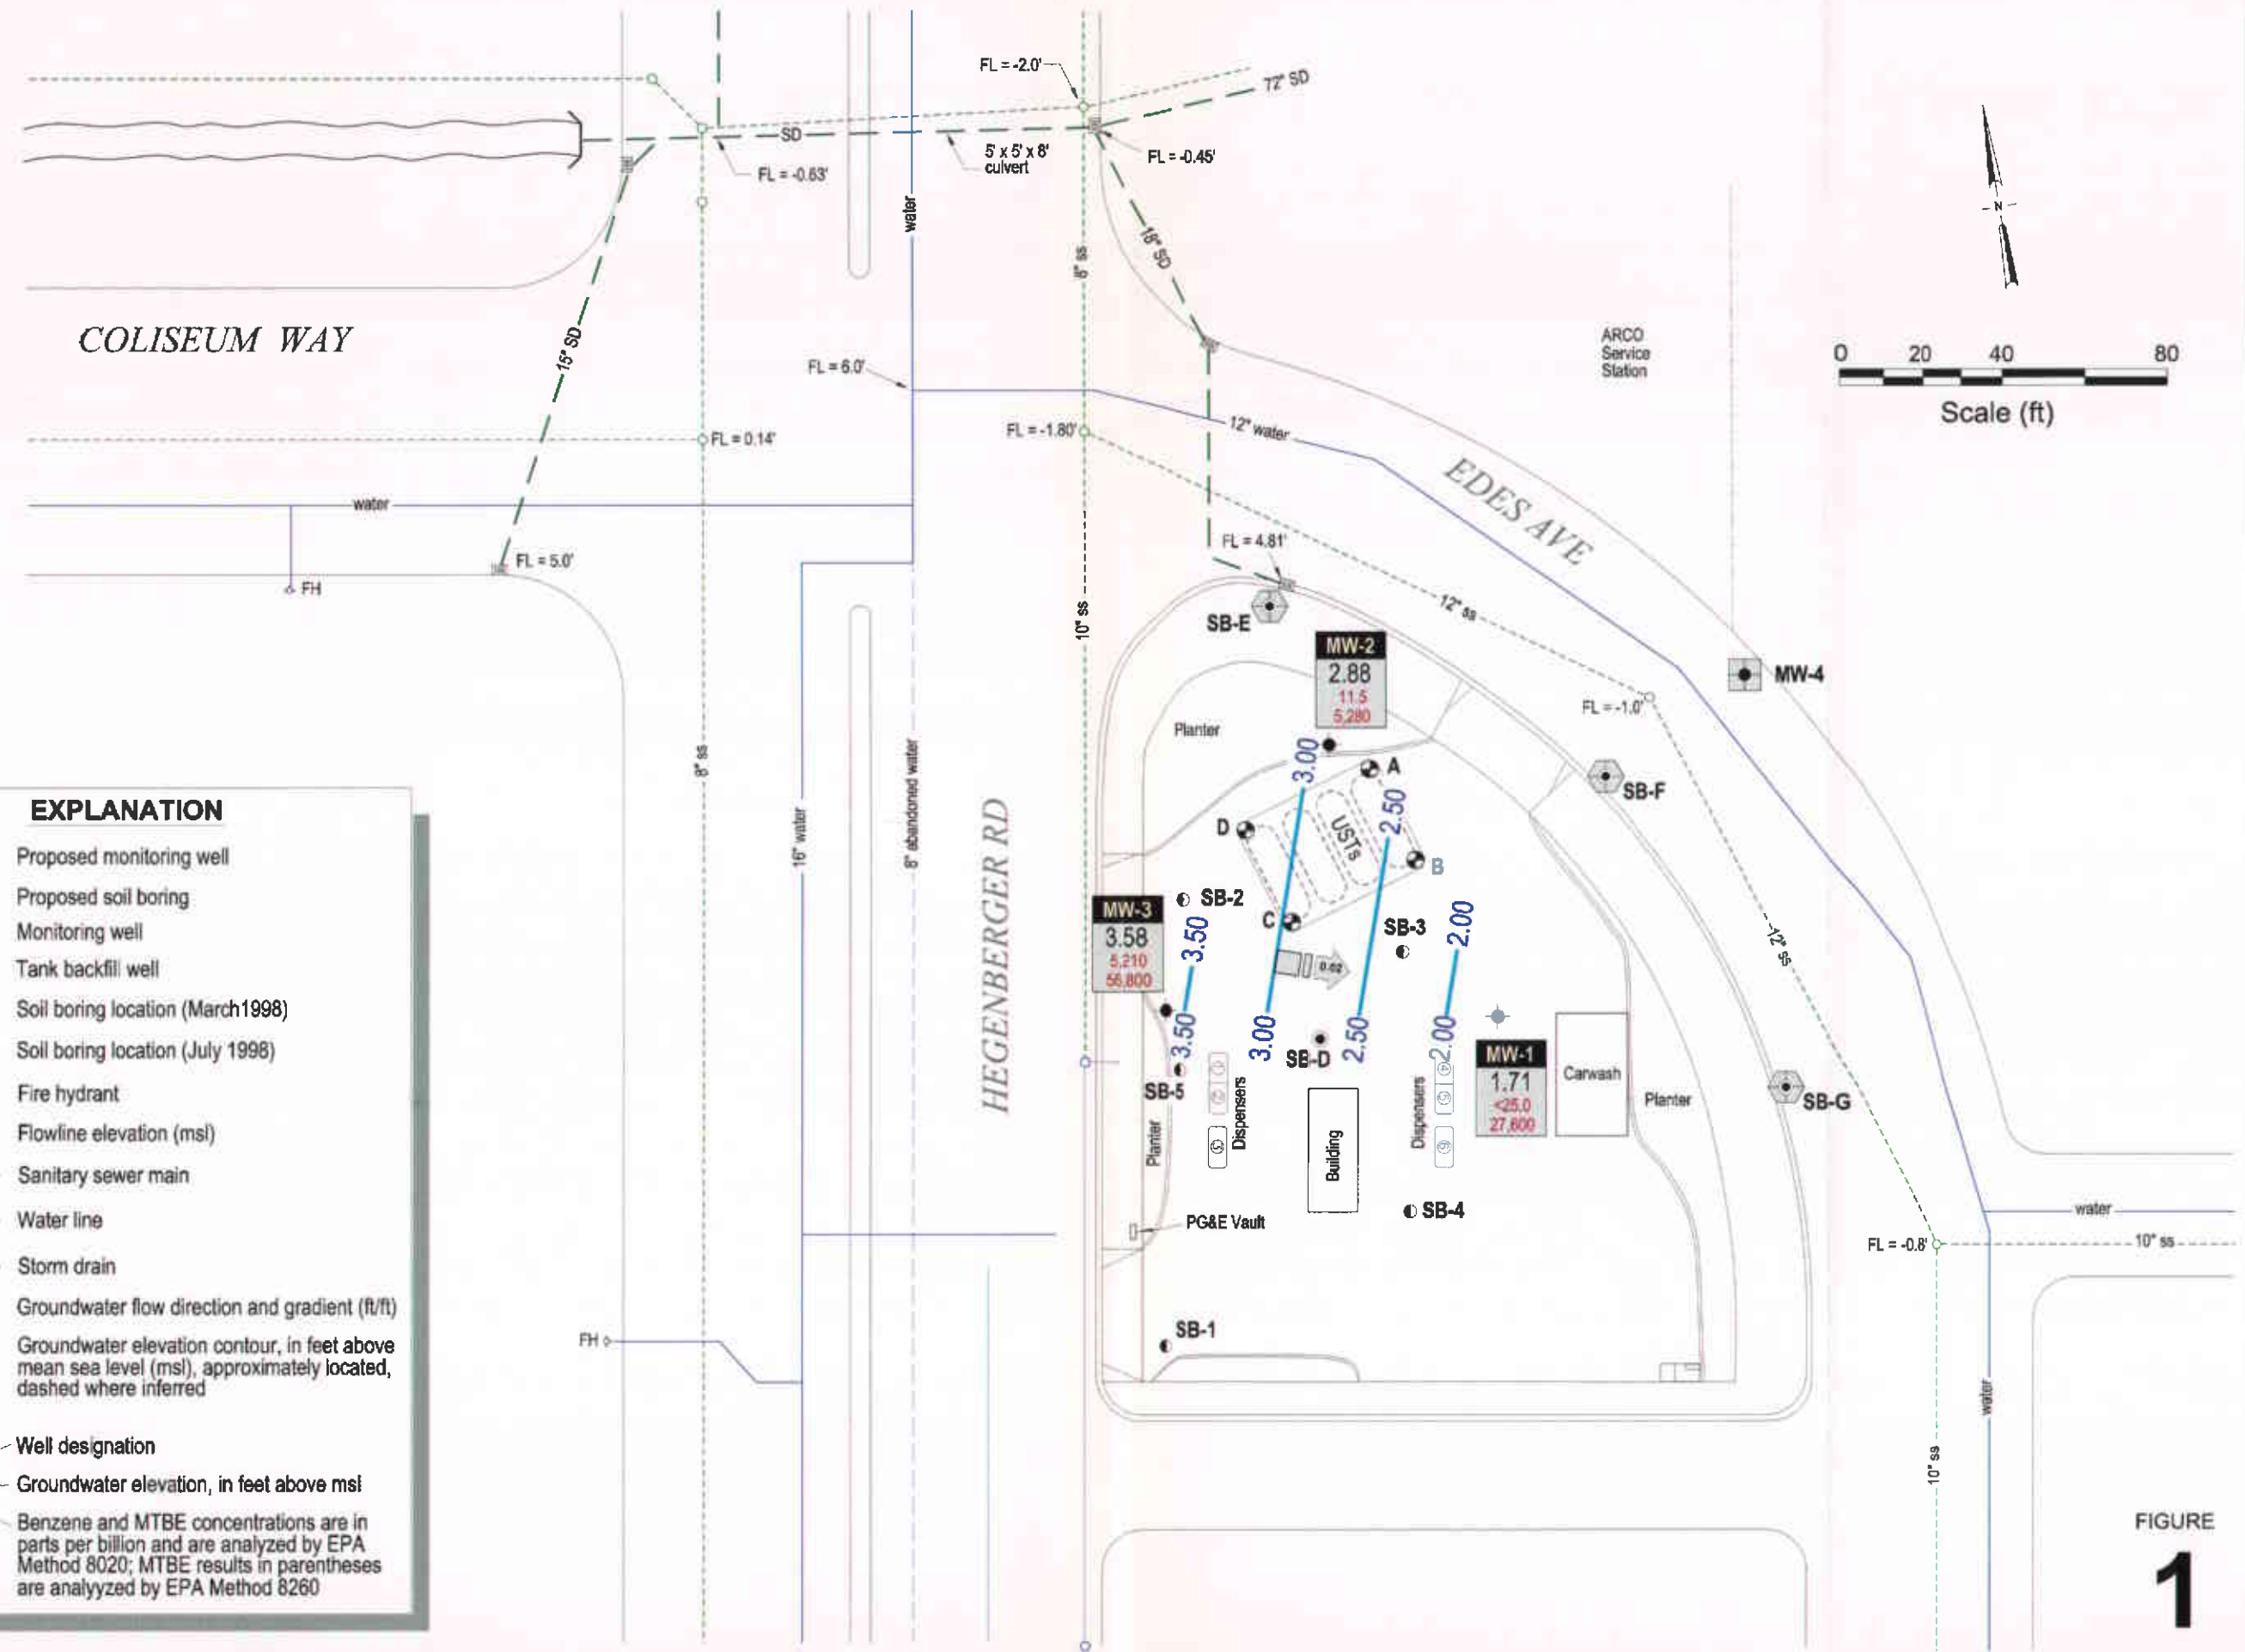 FL = -2.0'
72" SD
SD
5' x 5' x 8'
culvert
FL = -0.63'
FL = -0.45'
water
8" ss
18" SD
N
COLISEUM WAY
15" SD
FL = 6.0'
ARCO
Service
Station
0 20 40 80
Scale (ft)
FL = 0.14'
FL = -1.80'
12" water
EDES AVE
water
FL = 5.0'
FL = 4.81'
FH
10" ss
SB-E
12" ss
MW-2
2.88
11.5
5,280
MW-4
FL = -1.0'
Planter
3.00
A
2.50
SB-F
8" ss
16" water
8" abandoned water
HEGENBERGER RD
D
USTs
B
SB-2
MW-3
3.58
5,210
56,800
3.50
C
SB-3
2.00
0.02
12" ss
3.50
3.00
SB-D
2.50
2.00
MW-1
1.71
<25.0
27,600
Carwash
Planter
SB-G
SB-5
2
3
Dispensers
Building
Dispensers
4
5
6
Planter
SB-4
PG&E Vault
water
10" ss
FL = -0.8'
FH
SB-1
water
10" ss
EXPLANATION
Proposed monitoring well
Proposed soil boring
Monitoring well
Tank backfill well
Soil boring location (March1998)
Soil boring location (July 1998)
Fire hydrant
Flowline elevation (msl)
Sanitary sewer main
Water line
Storm drain
Groundwater flow direction and gradient (ft/ft)
Groundwater elevation contour, in feet above
mean sea level (msl), approximately located,
dashed where inferred
Well designation
Groundwater elevation, in feet above msl
Benzene and MTBE concentrations are in
parts per billion and are analyzed by EPA
Method 8020; MTBE results in parentheses
are analyyzed by EPA Method 8260
FIGURE
1